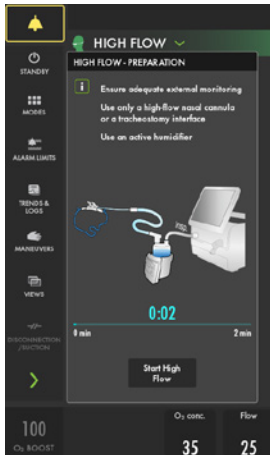 HIGH FLOW
STANDBY
HIGH FLOW - PREPARATION
i
Ensure adequate external monitoring
Use only a high-flow nasal cannula
or a tracheostomy interface
Use an active humidifier
MODES
ALARM LIMITS
TRENDS &
LOGS
MANEUVERS
VIEWS
DISCONNECTION
/SUCTION
0:02
0 min
2 min
Start High
Flow
100
O₂ BOOST
O₂ conc.
35
Flow
25